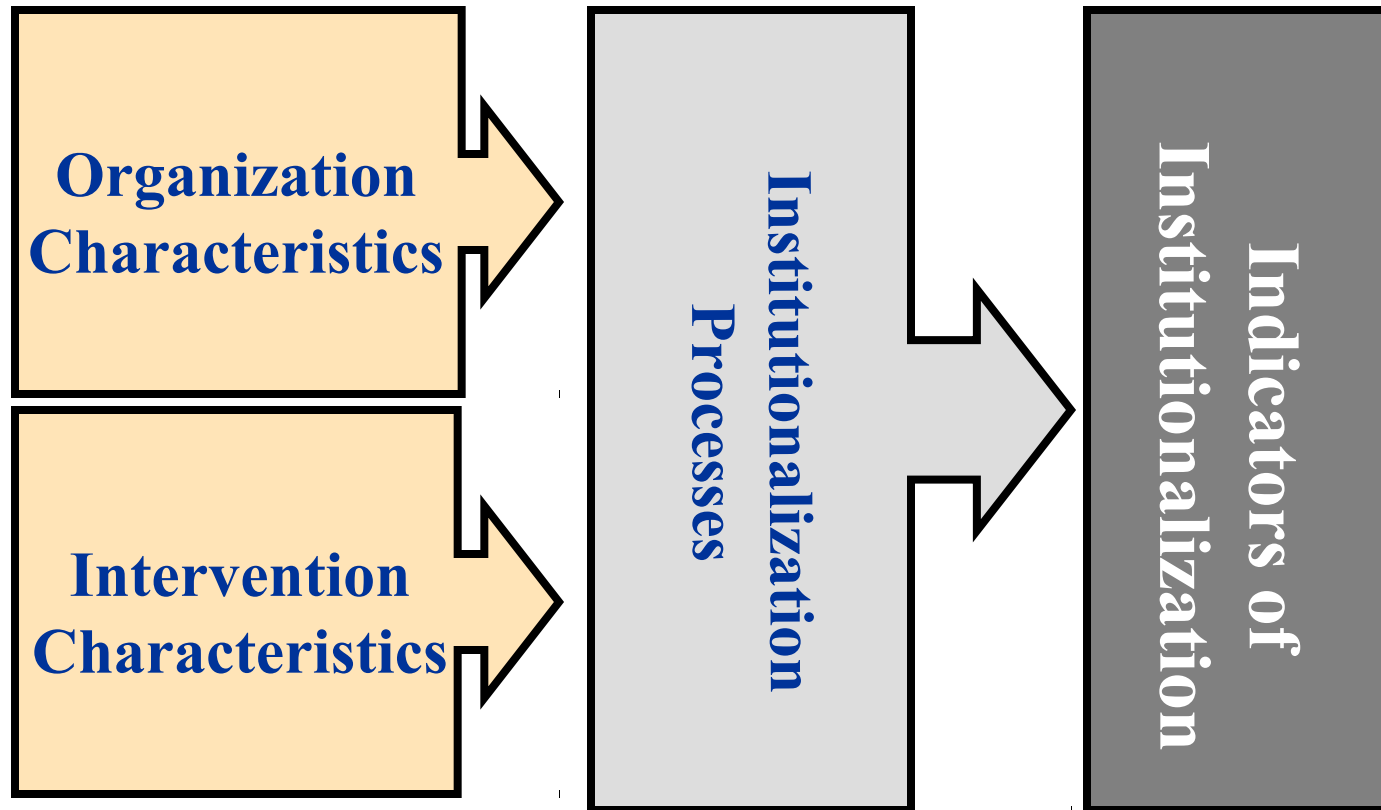 Organization
Characteristics
Intervention
Characteristics
Institutionalization
Processes
Indicators of
Institutionalization